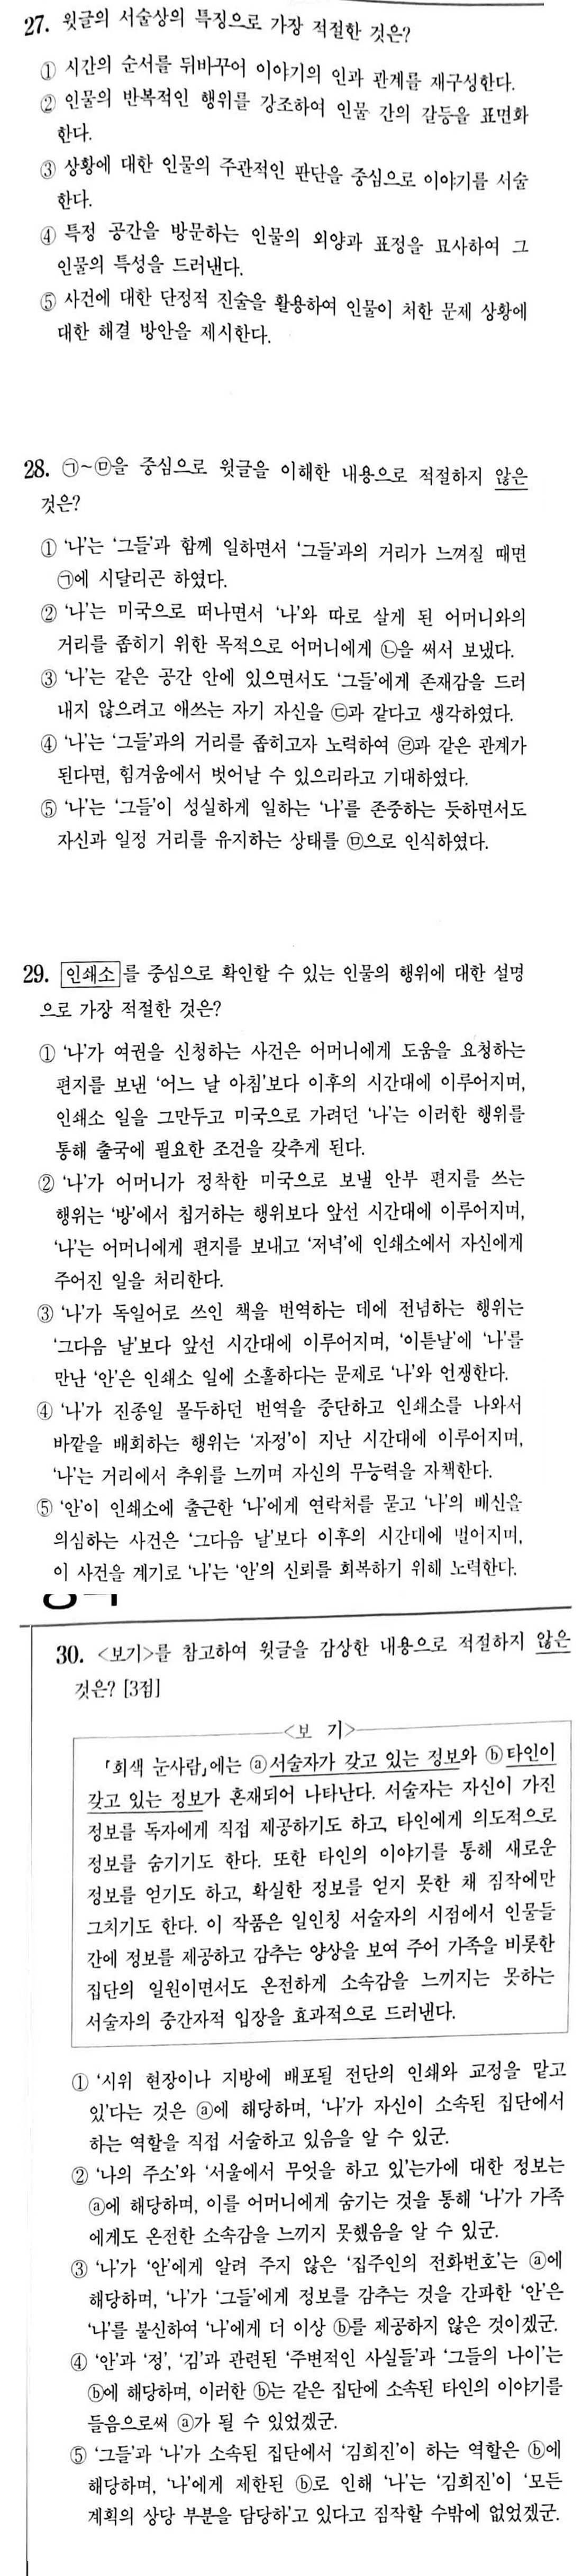 27. 윗글의 서술상의 특징으로 가장 적절한 것은?
① 시간의 순서를 뒤바꾸어 이야기의 인과 관계를 재구성한다.
② 인물의 반복적인 행위를 강조하여 인물 간의 갈등을 표면화
한다.
③ 상황에 대한 인물의 주관적인 판단을 중심으로 이야기를 서술
한다.
④ 특정 공간을 방문하는 인물의 외양과 표정을 묘사하여 그
인물의 특성을 드러낸다.
⑤ 사건에 대한 단정적 진술을 활용하여 인물이 처한 문제 상황에
대한 해결 방안을 제시한다.
28. ㉠~㉤을 중심으로 윗글을 이해한 내용으로 적절하지 않은
것은?
① ‘나’는 ‘그들’과 함께 일하면서 ‘그들’과의 거리가 느껴질 때면
㉠에 시달리곤 하였다.
② ‘나’는 미국으로 떠나면서 ‘나’와 따로 살게 된 어머니와의
거리를 좁히기 위한 목적으로 어머니에게 ㉡을 써서 보냈다.
③ ‘나’는 같은 공간 안에 있으면서도 ‘그들’에게 존재감을 드러
내지 않으려고 애쓰는 자기 자신을 ㉢과 같다고 생각하였다.
④ ‘나’는 ‘그들’과의 거리를 좁히고자 노력하여 ㉣과 같은 관계가
된다면, 힘겨움에서 벗어날 수 있으리라고 기대하였다.
⑤ ‘나’는 ‘그들’이 성실하게 일하는 ‘나’를 존중하는 듯하면서도
자신과 일정 거리를 유지하는 상태를 ㉤으로 인식하였다.
29. 인쇄소를 중심으로 확인할 수 있는 인물의 행위에 대한 설명
으로 가장 적절한 것은?
① ‘나’가 여권을 신청하는 사건은 어머니에게 도움을 요청하는
편지를 보낸 ‘어느 날 아침’보다 이후의 시간대에 이루어지며,
인쇄소 일을 그만두고 미국으로 가려던 ‘나’는 이러한 행위를
통해 출국에 필요한 조건을 갖추게 된다.
② ‘나’가 어머니가 정착한 미국으로 보낼 안부 편지를 쓰는
행위는 ‘방’에서 칩거하는 행위보다 앞선 시간대에 이루어지며,
‘나’는 어머니에게 편지를 보내고 ‘저녁’에 인쇄소에서 자신에게
주어진 일을 처리한다.
③ ‘나’가 독일어로 쓰인 책을 번역하는 데에 전념하는 행위는
‘그다음 날’보다 앞선 시간대에 이루어지며, ‘이튿날’에 ‘나’를
만난 ‘안’은 인쇄소 일에 소홀하다는 문제로 ‘나’와 언쟁한다.
④ ‘나’가 진종일 몰두하던 번역을 중단하고 인쇄소를 나와서
바깥을 배회하는 행위는 ‘자정’이 지난 시간대에 이루어지며,
‘나’는 거리에서 추위를 느끼며 자신의 무능력을 자책한다.
⑤ ‘안’이 인쇄소에 출근한 ‘나’에게 연락처를 묻고 ‘나’의 배신을
의심하는 사건은 ‘그다음 날’보다 이후의 시간대에 벌어지며,
이 사건을 계기로 ‘나’는 ‘안’의 신뢰를 회복하기 위해 노력한다.
30. <보기>를 참고하여 윗글을 감상한 내용으로 적절하지 않은
것은? [3점]
<보 기>
「회색 눈사람」에는 ⓐ서술자가 갖고 있는 정보와 ⓑ타인이
갖고 있는 정보가 혼재되어 나타난다. 서술자는 자신이 가진
정보를 독자에게 직접 제공하기도 하고, 타인에게 의도적으로
정보를 숨기기도 한다. 또한 타인의 이야기를 통해 새로운
정보를 얻기도 하고, 확실한 정보를 얻지 못한 채 짐작에만
그치기도 한다. 이 작품은 일인칭 서술자의 시점에서 인물들
간에 정보를 제공하고 감추는 양상을 보여 주어 가족을 비롯한
집단의 일원이면서도 온전하게 소속감을 느끼지는 못하는
서술자의 중간자적 입장을 효과적으로 드러낸다.
① ‘시위 현장이나 지방에 배포될 전단의 인쇄와 교정을 맡고
있’다는 것은 ⓐ에 해당하며, ‘나’가 자신이 소속된 집단에서
하는 역할을 직접 서술하고 있음을 알 수 있군.
② ‘나의 주소’와 ‘서울에서 무엇을 하고 있’는가에 대한 정보는
ⓐ에 해당하며, 이를 어머니에게 숨기는 것을 통해 ‘나’가 가족
에게도 온전한 소속감을 느끼지 못했음을 알 수 있군.
③ ‘나’가 ‘안’에게 알려 주지 않은 ‘집주인의 전화번호’는 ⓐ에
해당하며, ‘나’가 ‘그들’에게 정보를 감추는 것을 간파한 ‘안’은
‘나’를 불신하여 ‘나’에게 더 이상 ⓑ를 제공하지 않은 것이겠군.
④ ‘안’과 ‘정’, ‘김’과 관련된 ‘주변적인 사실들’과 ‘그들의 나이’는
ⓑ에 해당하며, 이러한 ⓑ는 같은 집단에 소속된 타인의 이야기를
들음으로써 ⓐ가 될 수 있었겠군.
⑤ ‘그들’과 ‘나’가 소속된 집단에서 ‘김희진’이 하는 역할은 ⓑ에
해당하며, ‘나’에게 제한된 ⓑ로 인해 ‘나’는 ‘김희진’이 ‘모든
계획의 상당 부분을 담당하’고 있다고 짐작할 수밖에 없었겠군.